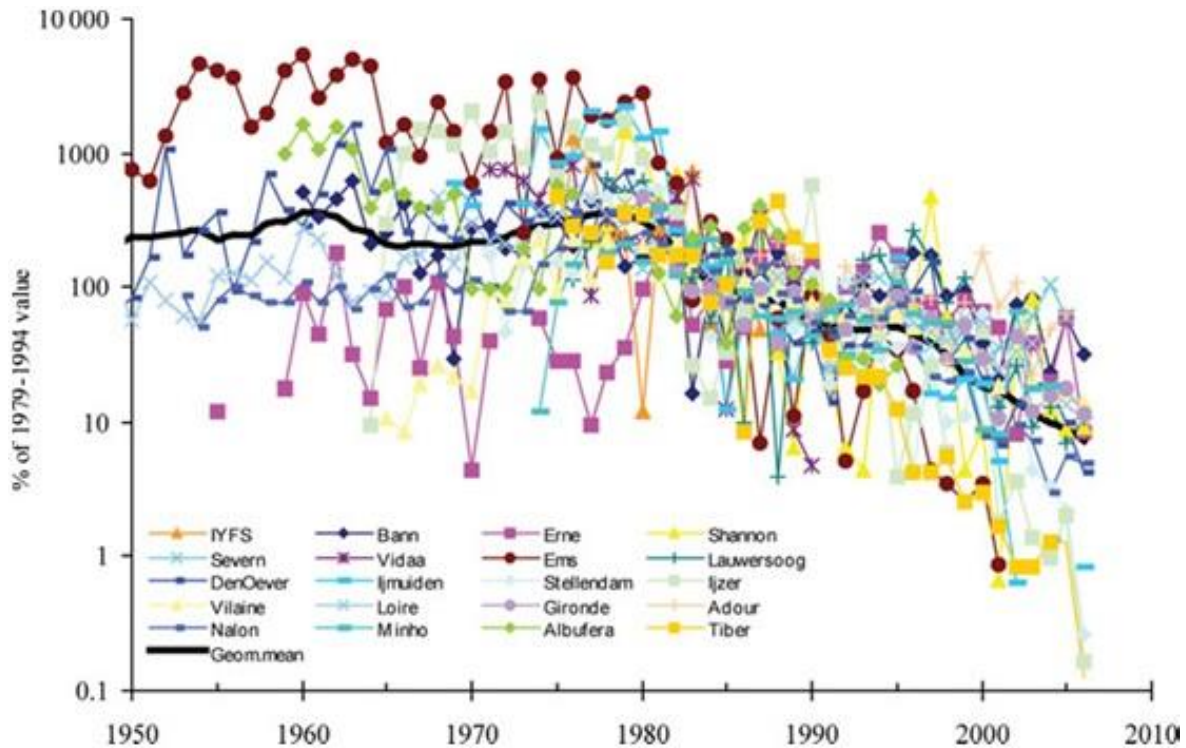 10 000
1000
100
10
1
0.1
% of 1979-1994 value
IYFS Bann Erne Shannon
Severn Vidaa Ems Lauwersoog
DenOever Ijmuiden Stellendam Ijzer
Vilaine Loire Gironde Adour
Nalon Minho Albufera Tiber
Geom.mean
1950 1960 1970 1980 1990 2000 2010